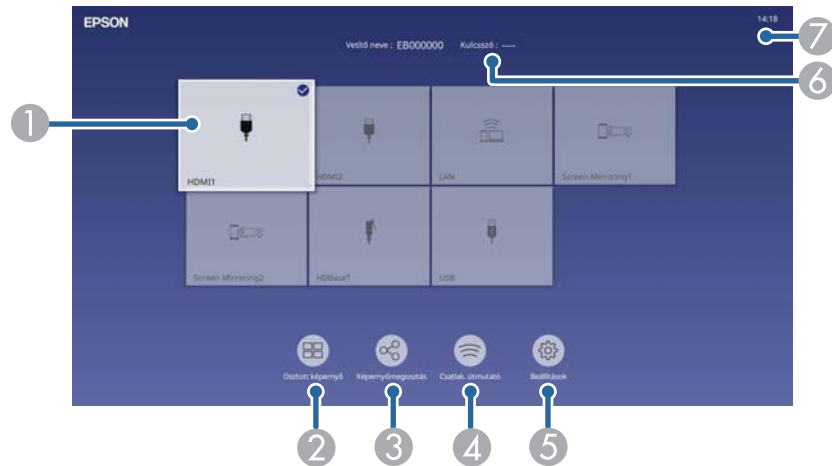 EPSON
14:18
Vetítő neve : EB000000 Kulcsszó : ----
7
6
1
HDMI1
HDMI2
LAN
Screen Mirroring1
Screen Mirroring2
HDBaseT
USB
Osztott képernyő
Képernyőmegosztás
Csatlak. útmutató
Beállítások
2
3
4
5